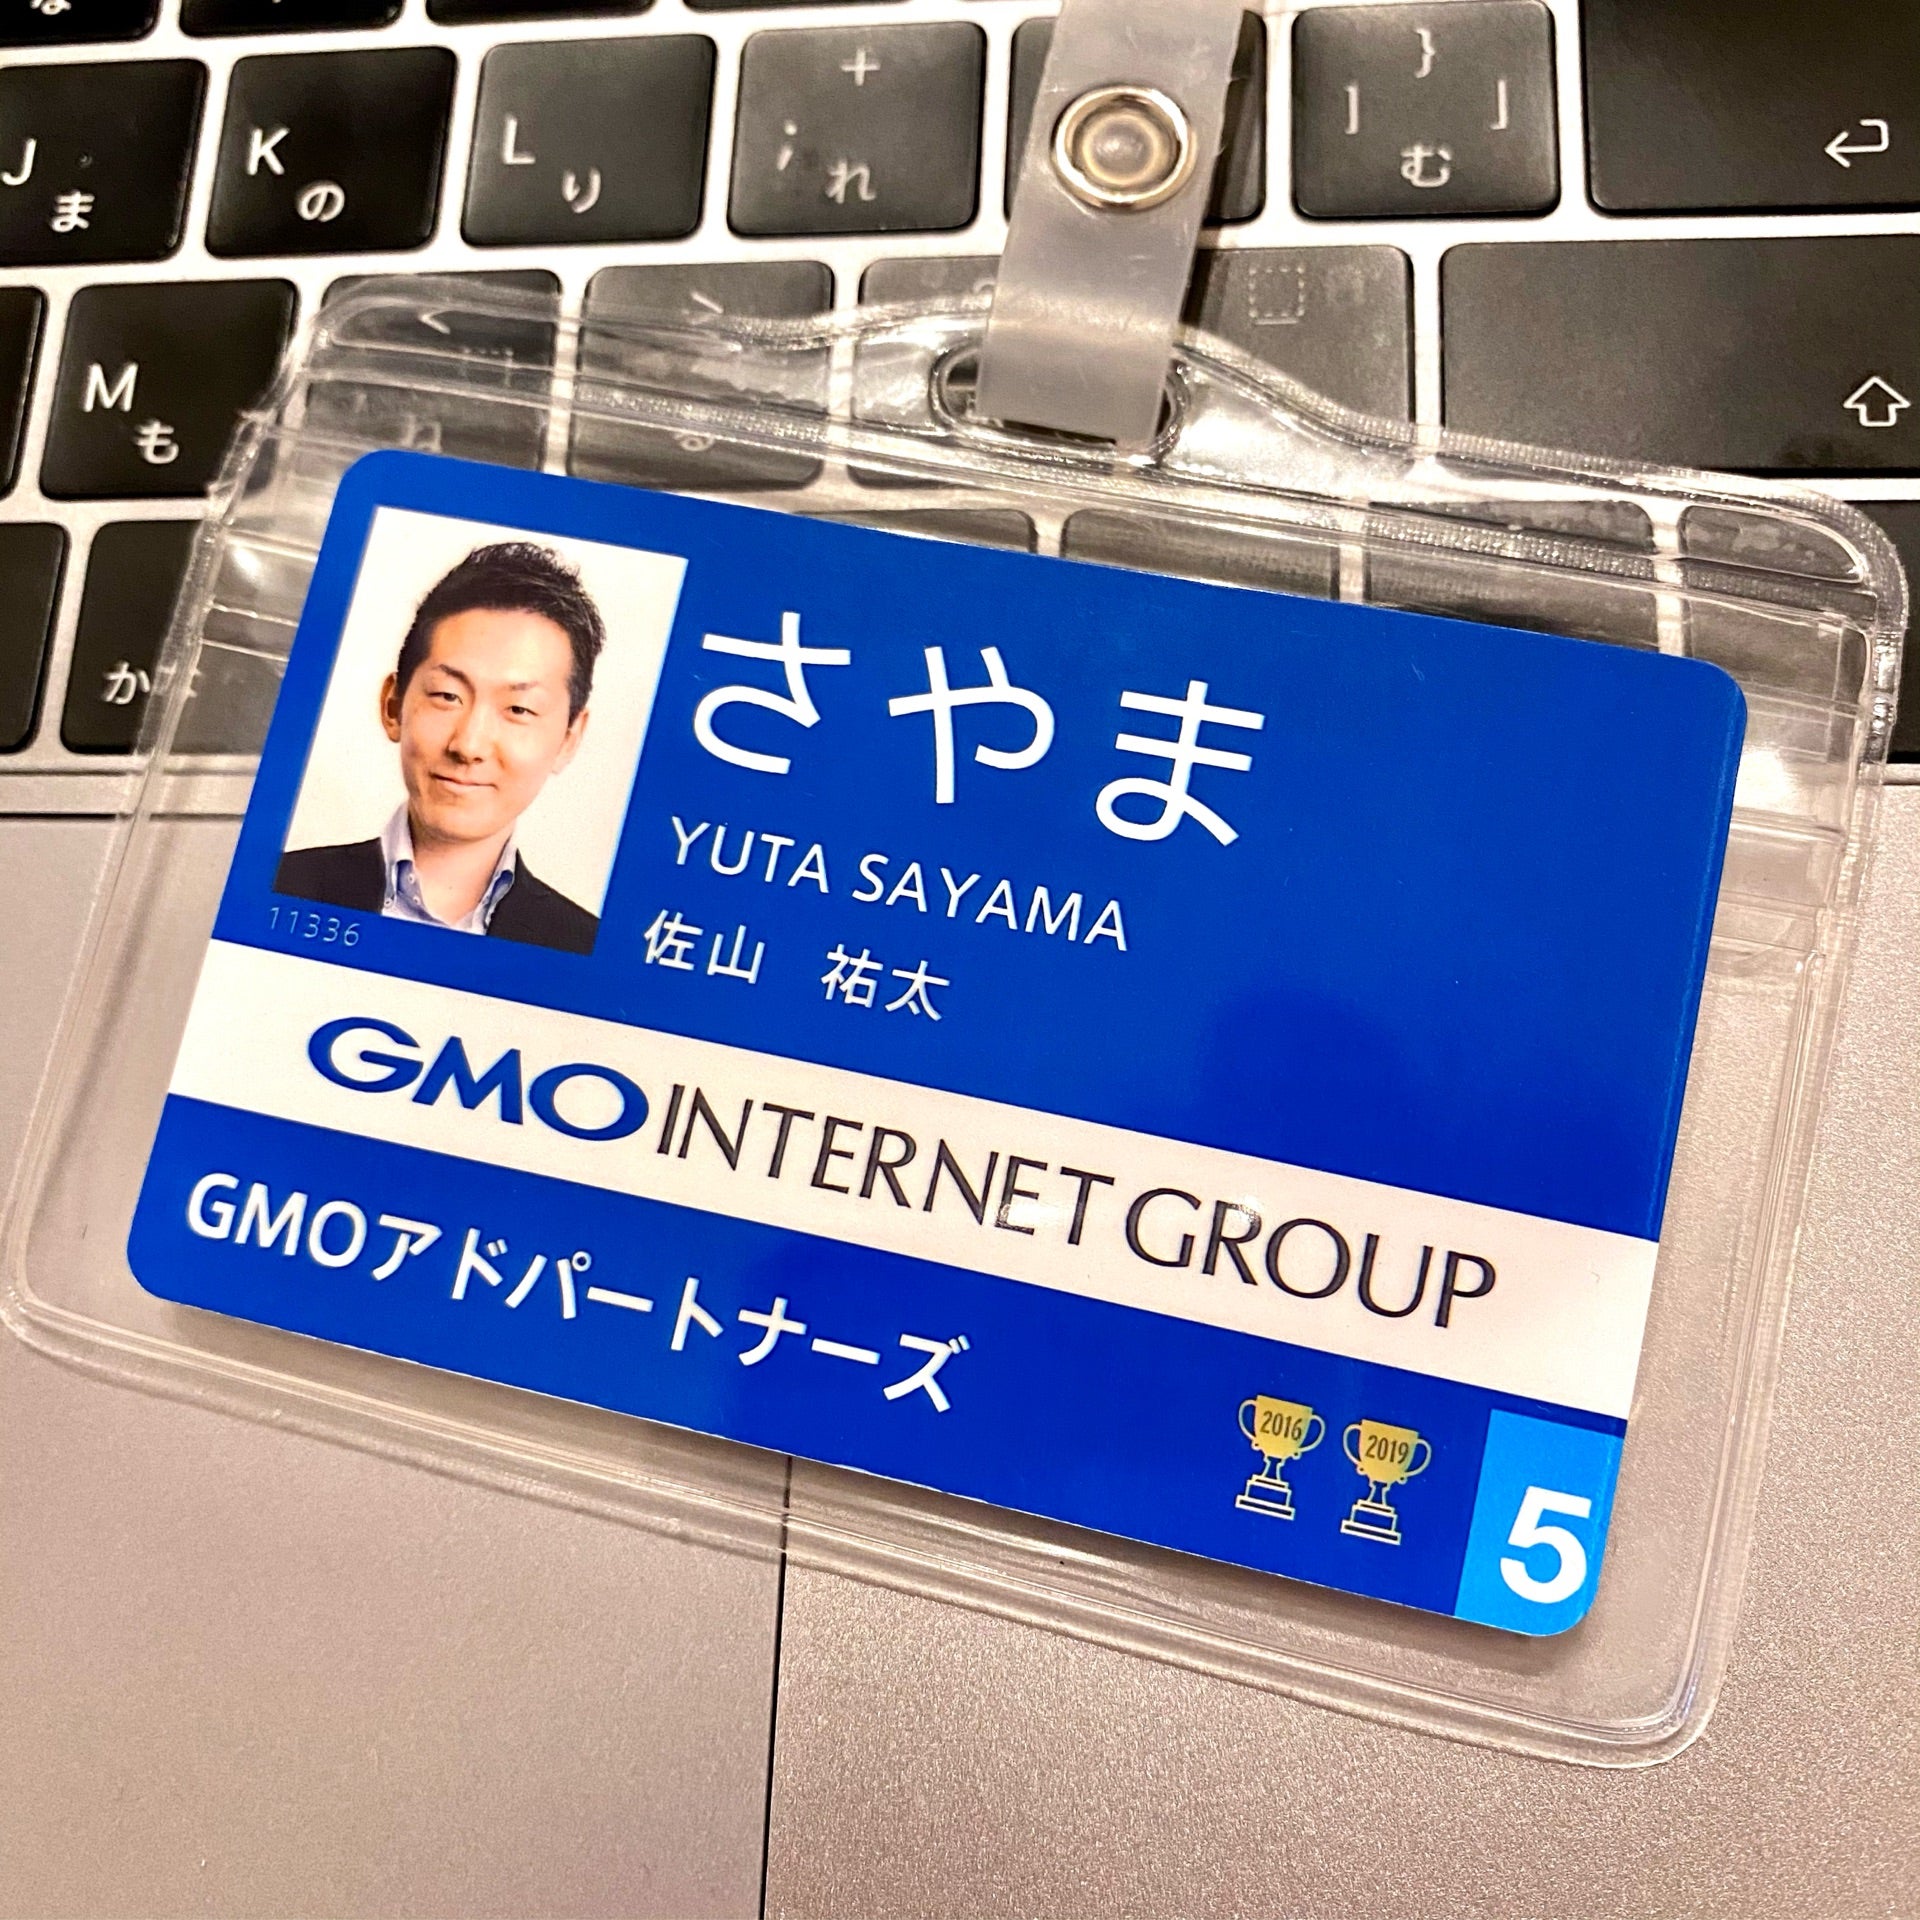 J ま
K の
L り
+
; れ
}
] 」
む
M も
か
さやま
YUTA SAYAMA
佐山 祐太
11336
GMO INTERNET GROUP
GMOアドパートナーズ
2016 2019
5